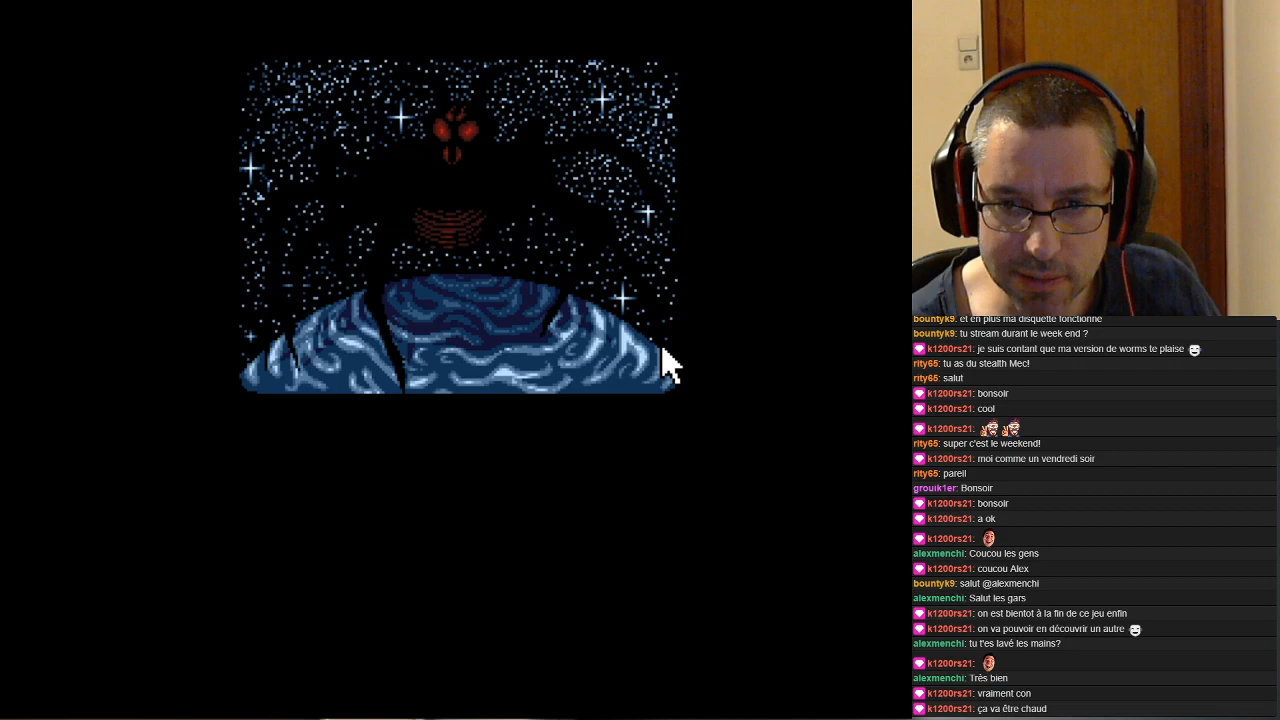 bountyk9: et en plus ma disquette fonctionne
bountyk9: tu stream durant le week end ?
k1200rs21: je suis contant que ma version de worms te plaise
rity65: tu as du stealth Mec!
rity65: salut
k1200rs21: bonsoir
k1200rs21: cool
k1200rs21:
rity65: super c'est le weekend!
k1200rs21: moi comme un vendredi soir
rity65: pareil
grouik1er: Bonsoir
k1200rs21: bonsoir
k1200rs21: a ok
k1200rs21:
alexmenchi: Coucou les gens
k1200rs21: coucou Alex
bountyk9: salut @alexmenchi
alexmenchi: Salut les gars
k1200rs21: on est bientot à la fin de ce jeu enfin
k1200rs21: on va pouvoir en découvrir un autre
alexmenchi: tu t'es lavé les mains?
k1200rs21:
alexmenchi: Très bien
k1200rs21: vraiment con
k1200rs21: ça va être chaud